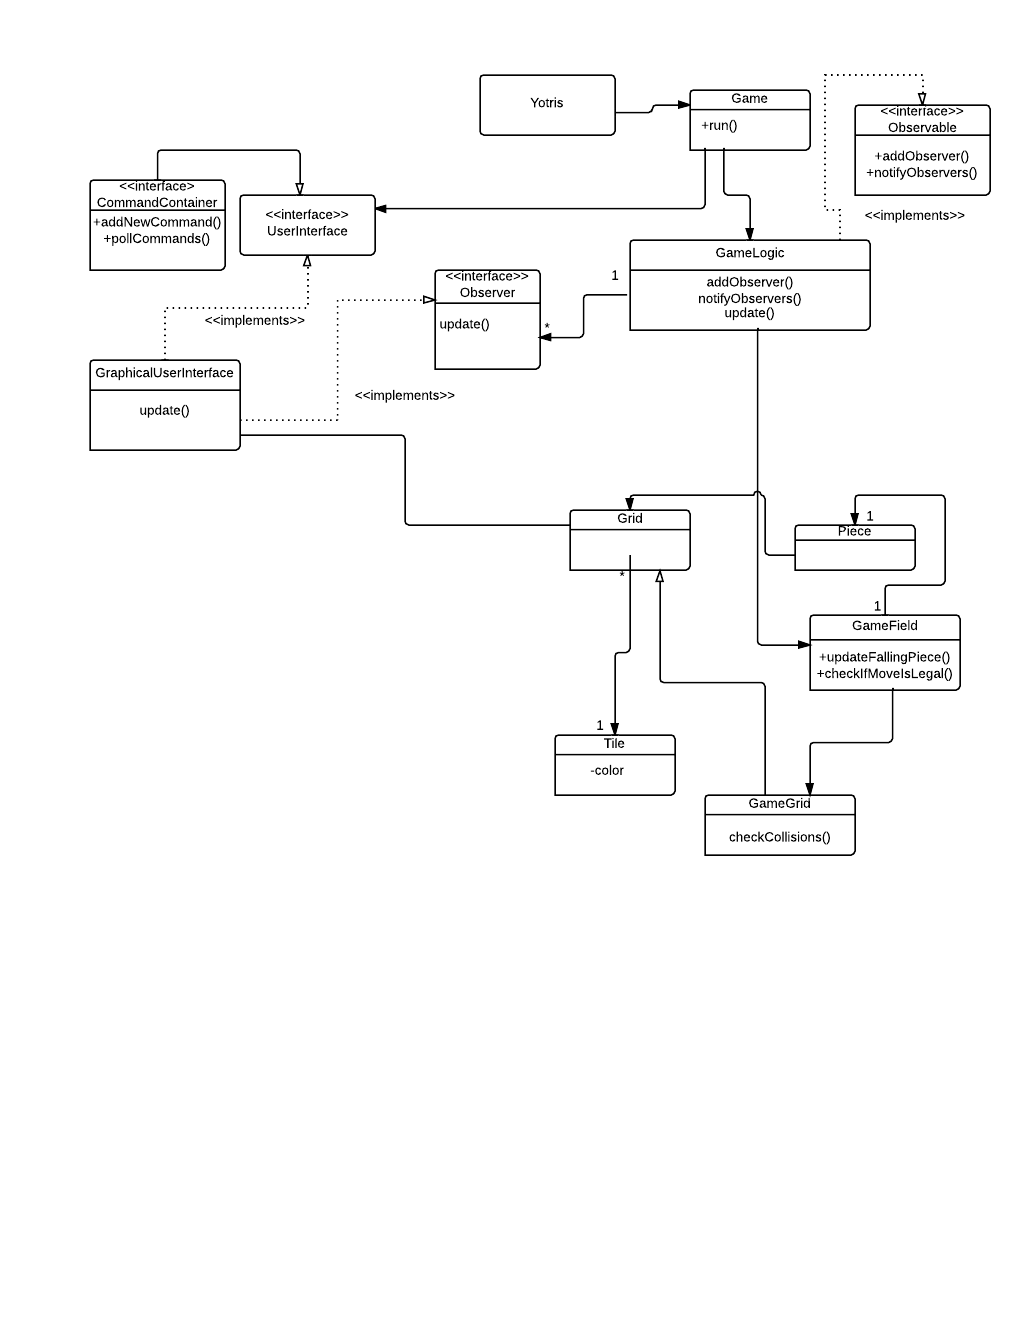 Yotris
Game
+run()
<<interface>>
Observable
+addObserver()
+notifyObservers()
<<implements>>
<<interface>
CommandContainer
+addNewCommand()
+pollCommands()
<<interface>>
UserInterface
GameLogic
addObserver()
notifyObservers()
update()
1
*
<<interface>>
Observer
update()
<<implements>>
GraphicalUserInterface
update()
<<implements>>
Grid
*
1
Piece
1
GameField
+updateFallingPiece()
+checkIfMoveIsLegal()
1
Tile
-color
GameGrid
checkCollisions()